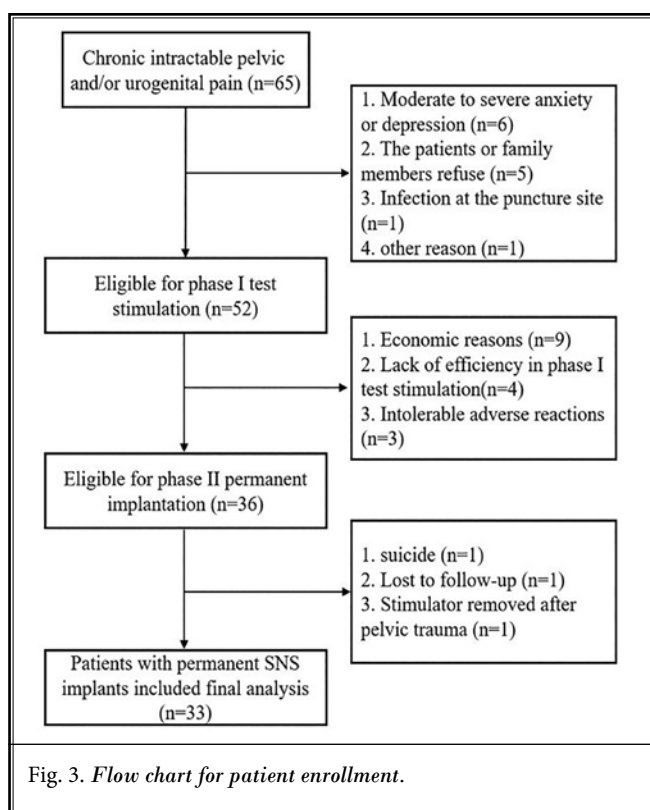 Chronic intractable pelvic
and/or urogenital pain (n=65)
1. Moderate to severe anxiety
or depression (n=6)
2. The patients or family
members refuse (n=5)
3. Infection at the puncture site
(n=1)
4. other reason (n=1)
Eligible for phase I test
stimulation (n=52)
1. Economic reasons (n=9)
2. Lack of efficiency in phase I
test stimulation(n=4)
3. Intolerable adverse reactions
(n=3)
Eligible for phase II permanent
implantation (n=36)
1. suicide (n=1)
2. Lost to follow-up (n=1)
3. Stimulator removed after
pelvic trauma (n=1)
Patients with permanent SNS
implants included final analysis
(n=33)
Fig. 3. Flow chart for patient enrollment.